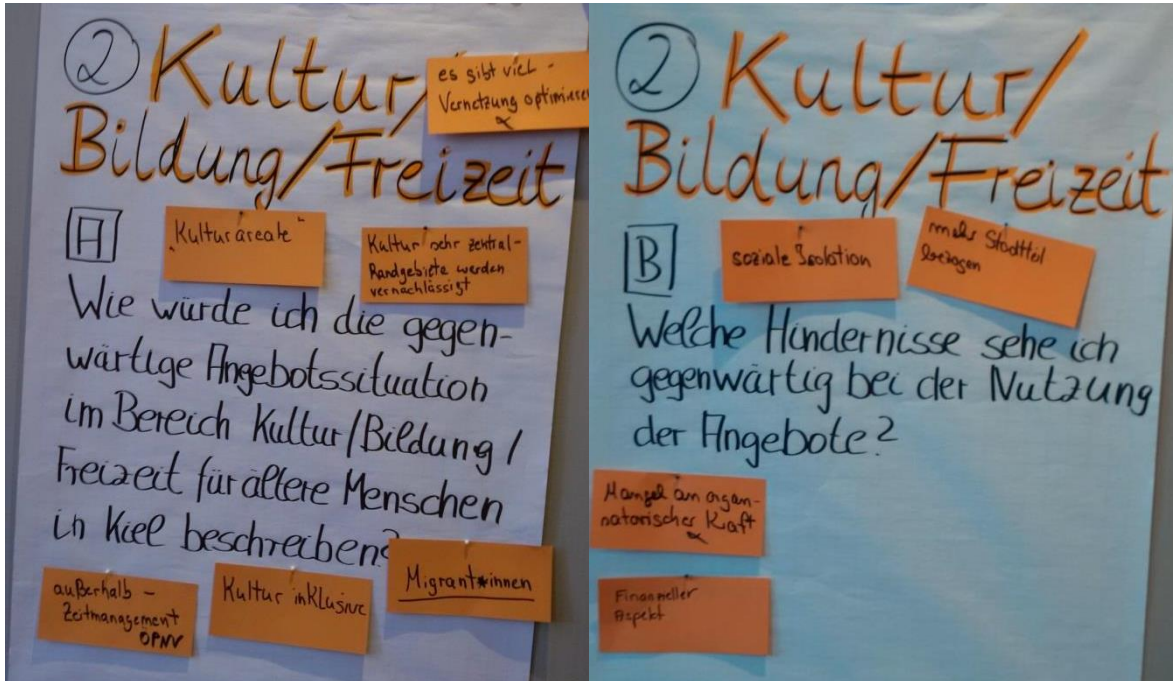 ② Kultur/
es gibt viel -
Vernetzung optimieren
Bildung/Freizeit
A
„Kulturareale"
Kultur sehr zentral -
Randgebiete werden
vernachlässigt
Wie würde ich die gegen-
wärtige Angebotssituation
im Bereich Kultur/Bildung/
Freizeit für ältere Menschen
in Kiel beschreiben?
außerhalb -
Zeitmanagement
ÖPNV
Kultur inklusive
Migrant*innen
② Kultur/
Bildung/Freizeit
B
soziale Isolation
mehr Stadtteil
bezogen
Welche Hindernisse sehe ich
gegenwärtig bei der Nutzung
der Angebote?
Mangel an organ-
natorischer Kraft
Finanzieller
Aspekt